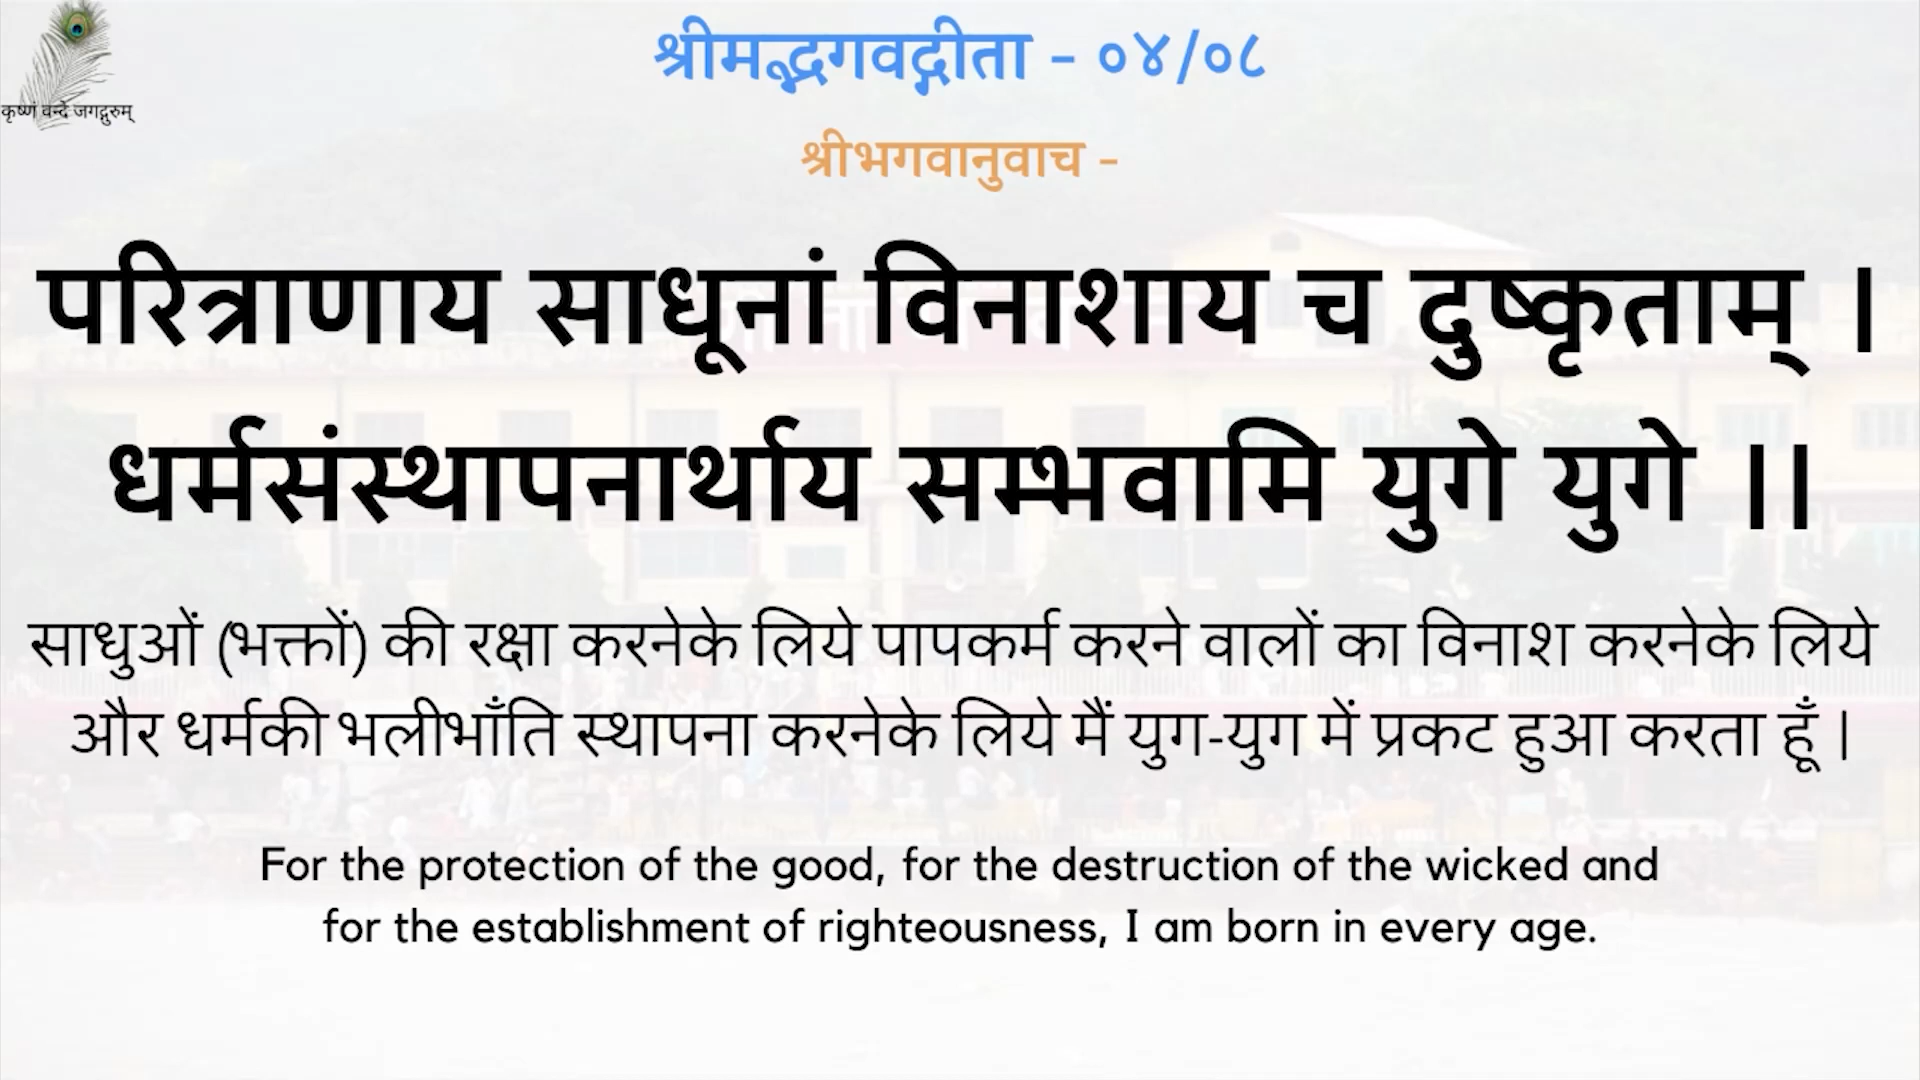 श्रीमद्भगवद्गीता - ०४/०८
कृष्णं वन्दे जगद्गुरुम्
श्रीभगवानुवाच -
परित्राणाय साधूनां विनाशाय च दुष्कृताम् ।
धर्मसंस्थापनार्थाय सम्भवामि युगे युगे ।।
साधुओं (भक्तों) की रक्षा करनेके लिये पापकर्म करने वालों का विनाश करनेके लिये
और धर्मकी भलीभाँति स्थापना करनेके लिये मैं युग-युग में प्रकट हुआ करता हूँ |
For the protection of the good, for the destruction of the wicked and
for the establishment of righteousness, I am born in every age.